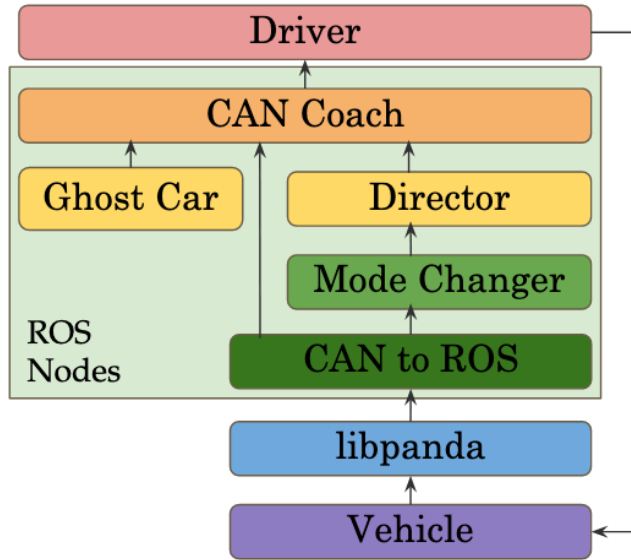 Driver
CAN Coach
Ghost Car
Director
Mode Changer
ROS
Nodes
CAN to ROS
libpanda
Vehicle